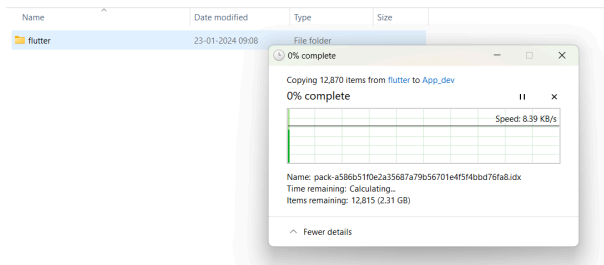 Name Date modified Type Size
flutter 23-01-2024 09:08 File folder
0% complete
Copying 12,870 items from flutter to App_dev
0% complete
Speed: 8.39 KB/s
Name: pack-a586b51f0e2a35687a79b56701e4f5f4bbd76fa8.idx
Time remaining: Calculating...
Items remaining: 12,815 (2.31 GB)
Fewer details